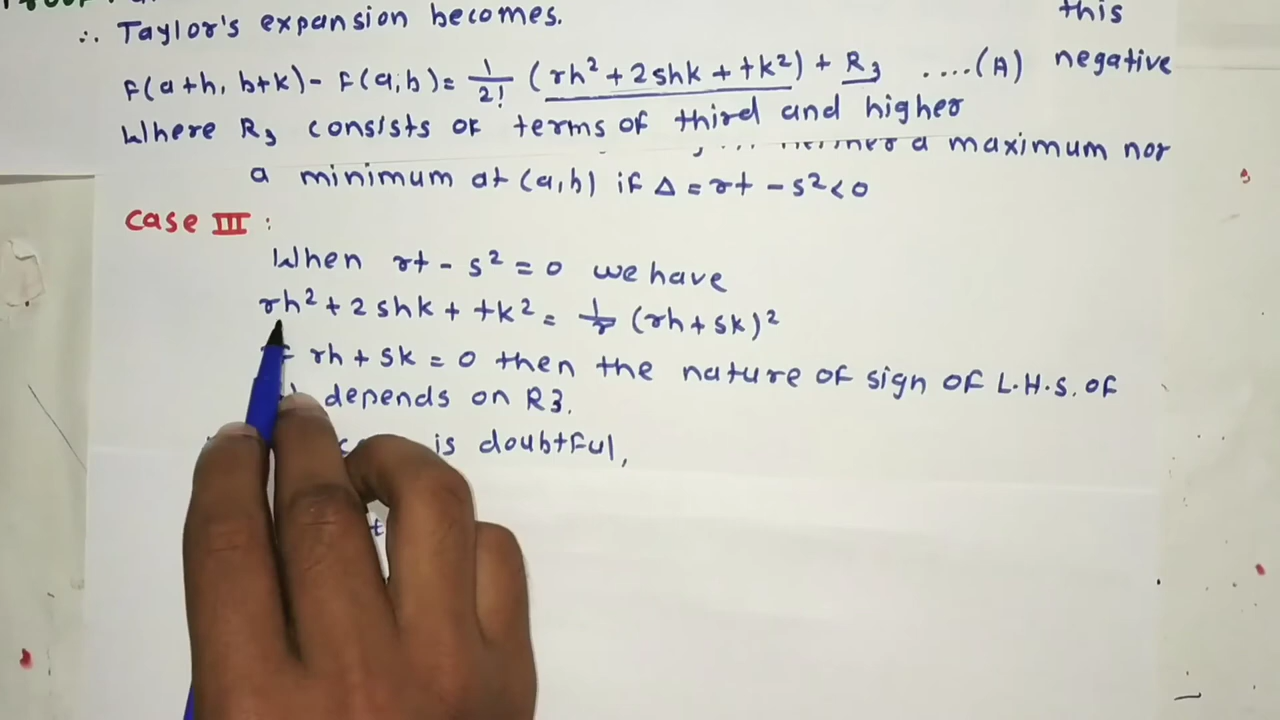 ∴ Taylor's expansion becomes. this
F(a+h, b+k) - F(a,b) = 1/2! (rh² + 2shk + tk²) + R₃ ....(A) negative
Where R₃ consists of terms of third and higher
a maximum nor
a minimum at (a,b) if Δ = rt - s² < 0
Case III :
When rt - s² = 0 we have
rh² + 2shk + tk² = 1/r (rh + sk)²
rh + sk = 0 then the nature of sign of L.H.S. of
depends on R3.
is doubtful,